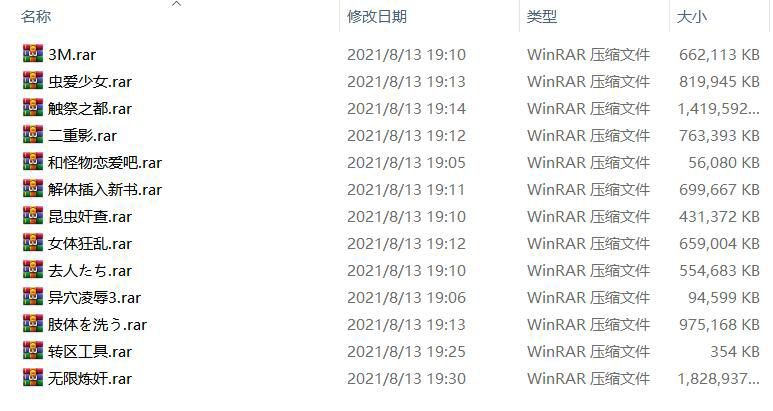 名称 修改日期 类型 大小
3M.rar 2021/8/13 19:10 WinRAR 压缩文件 662,113 KB
虫爱少女.rar 2021/8/13 19:13 WinRAR 压缩文件 819,945 KB
触祭之都.rar 2021/8/13 19:14 WinRAR 压缩文件 1,419,592...
二重影.rar 2021/8/13 19:12 WinRAR 压缩文件 763,393 KB
和怪物恋爱吧.rar 2021/8/13 19:05 WinRAR 压缩文件 56,080 KB
解体插入新书.rar 2021/8/13 19:11 WinRAR 压缩文件 699,667 KB
昆虫奸查.rar 2021/8/13 19:10 WinRAR 压缩文件 431,372 KB
女体狂乱.rar 2021/8/13 19:12 WinRAR 压缩文件 659,004 KB
去人たち.rar 2021/8/13 19:10 WinRAR 压缩文件 554,683 KB
异穴凌辱3.rar 2021/8/13 19:06 WinRAR 压缩文件 94,599 KB
肢体を洗う.rar 2021/8/13 19:13 WinRAR 压缩文件 975,168 KB
转区工具.rar 2021/8/13 19:25 WinRAR 压缩文件 354 KB
无限炼奸.rar 2021/8/13 19:30 WinRAR 压缩文件 1,828,937...